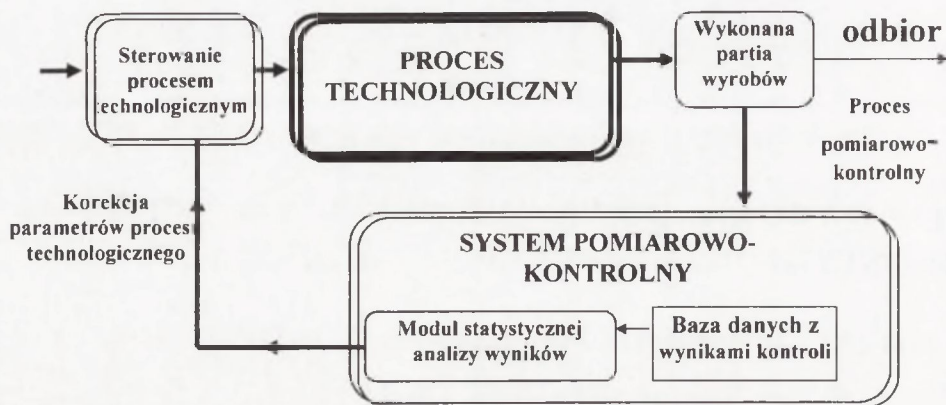 Sterowanie
procesem
technologicznym
PROCES
TECHNOLOGICZNY
Wykonana
partia
wyrobów
odbior
Proces
pomiarowo-
kontrolny
Korekcja
parametrów proces
technologicznego
SYSTEM POMIAROWO-
KONTROLNY
Moduł statystycznej
analizy wyników
Baza danych z
wynikami kontroli